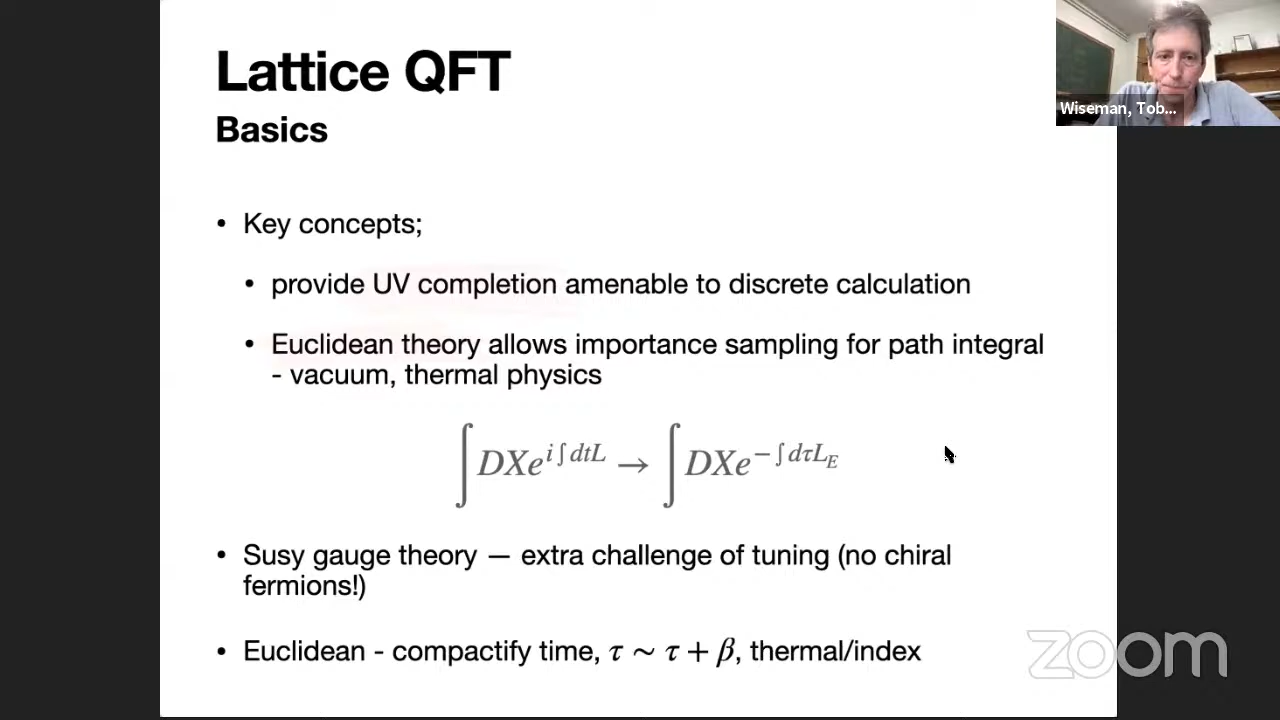 Lattice QFT
Basics
Wiseman, Tob...
• Key concepts;
• provide UV completion amenable to discrete calculation
• Euclidean theory allows importance sampling for path integral
- vacuum, thermal physics
∫ DXe^{i∫dtL} → ∫ DXe^{−∫dτL_E}
• Susy gauge theory — extra challenge of tuning (no chiral
fermions!)
• Euclidean - compactify time, τ ∼ τ + β, thermal/index
zoom